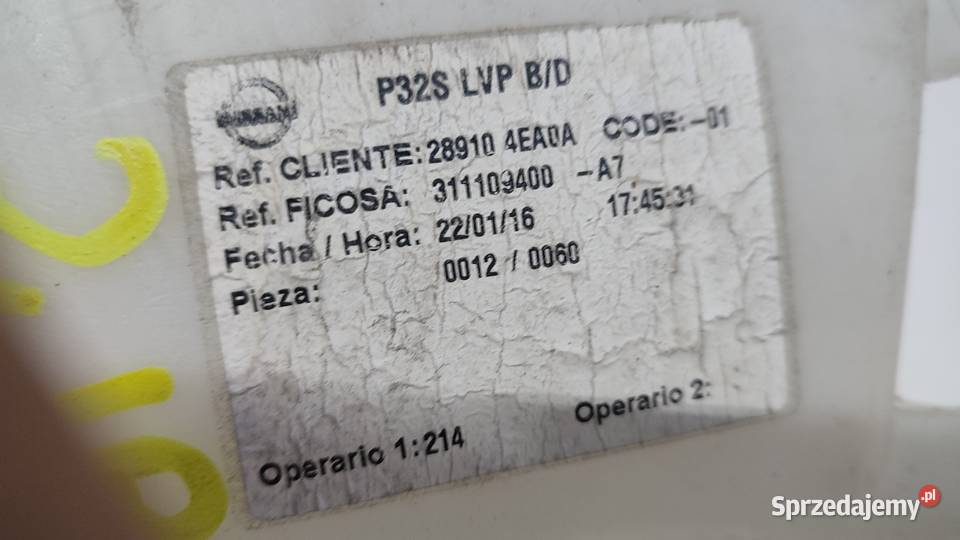 P32S LVP B/D
NISSAN
Ref. CLIENTE: 28910 4EA0A CODE:-01
Ref. FICOSA: 311109400 -A7
Fecha / Hora: 22/01/16 17:45:31
Pieza: 0012 / 0060
Operario 1:214 Operario 2:
Sprzedajemy.pl